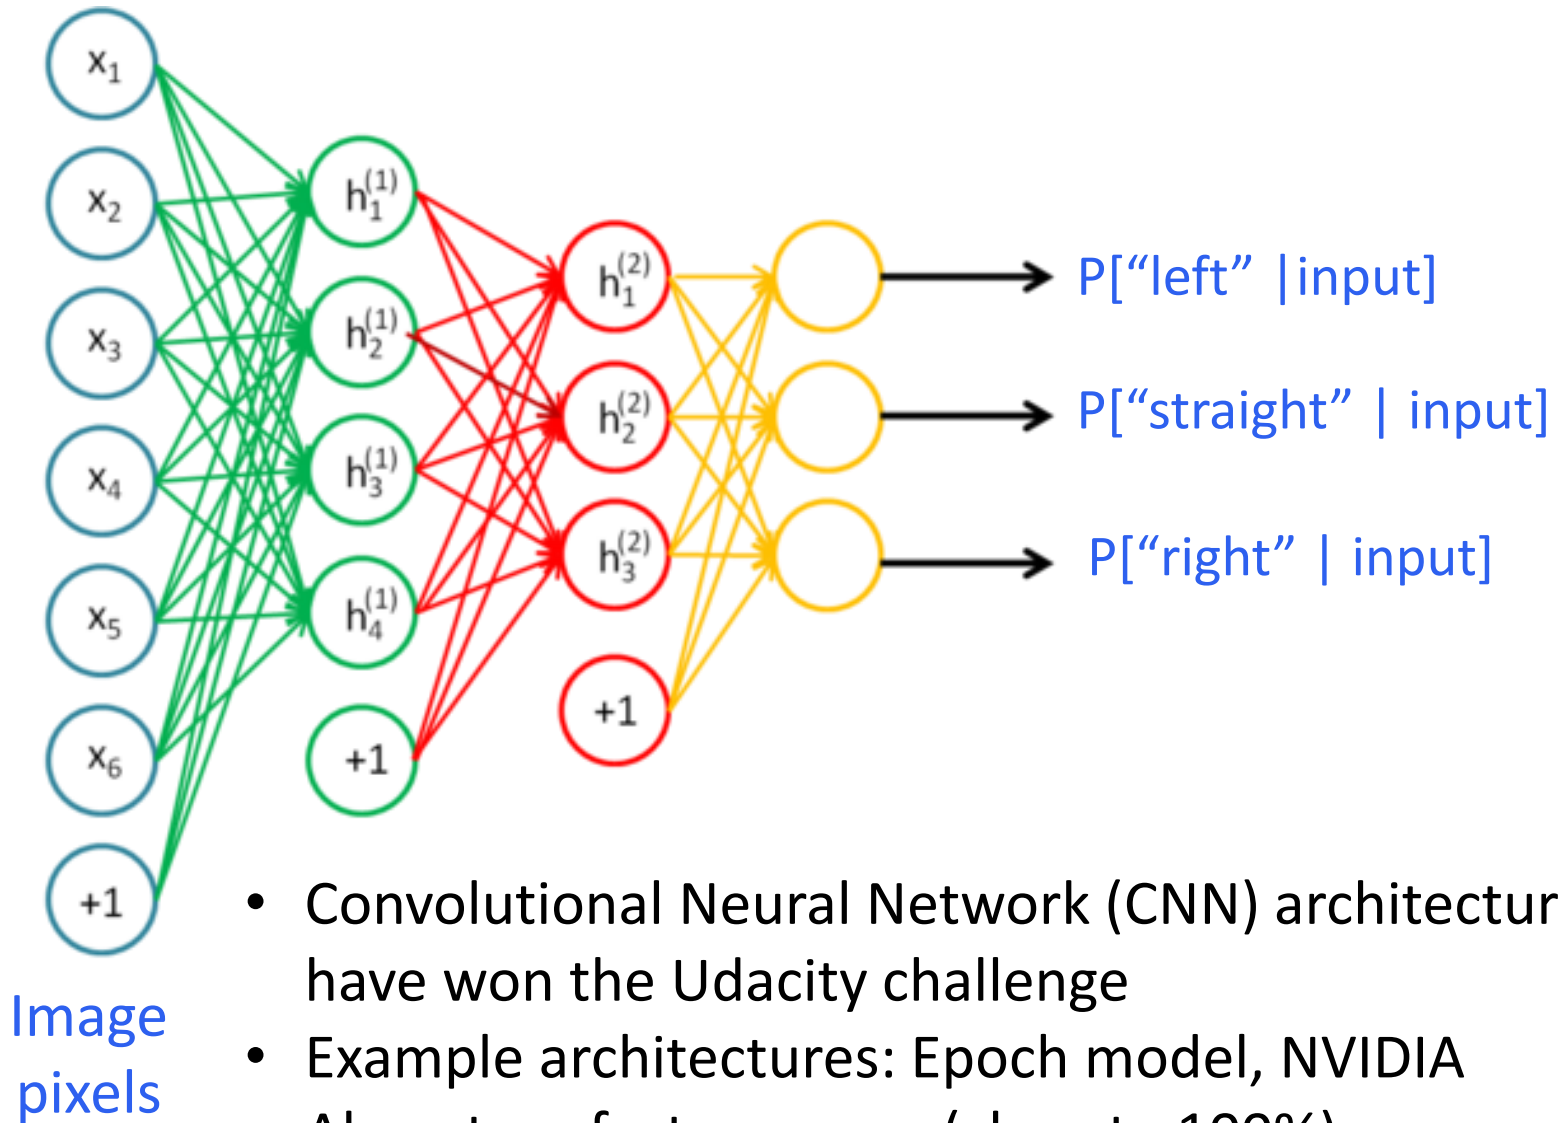 x1
x2
x3
x4
x5
x6
+1
h1(1)
h2(1)
h3(1)
h4(1)
+1
h1(2)
h2(2)
h3(2)
+1
P[“left” |input]
P[“straight” | input]
P[“right” | input]
Image
pixels
• Convolutional Neural Network (CNN) architectur
have won the Udacity challenge
• Example architectures: Epoch model, NVIDIA